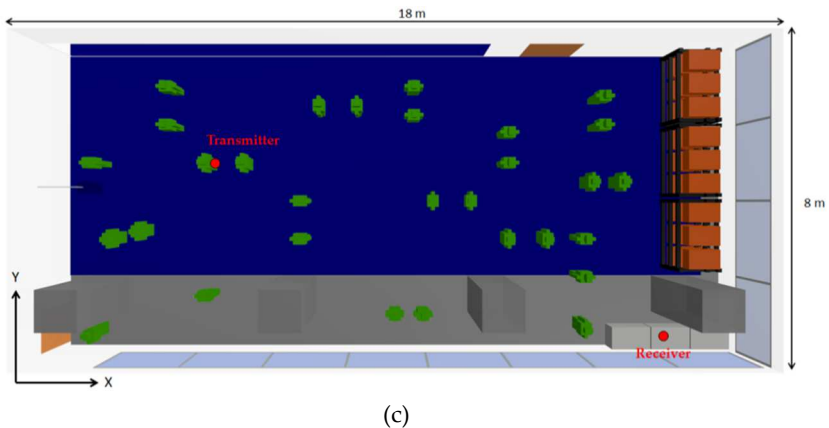 18 m
Transmitter
8 m
Y
Receiver
X
(c)